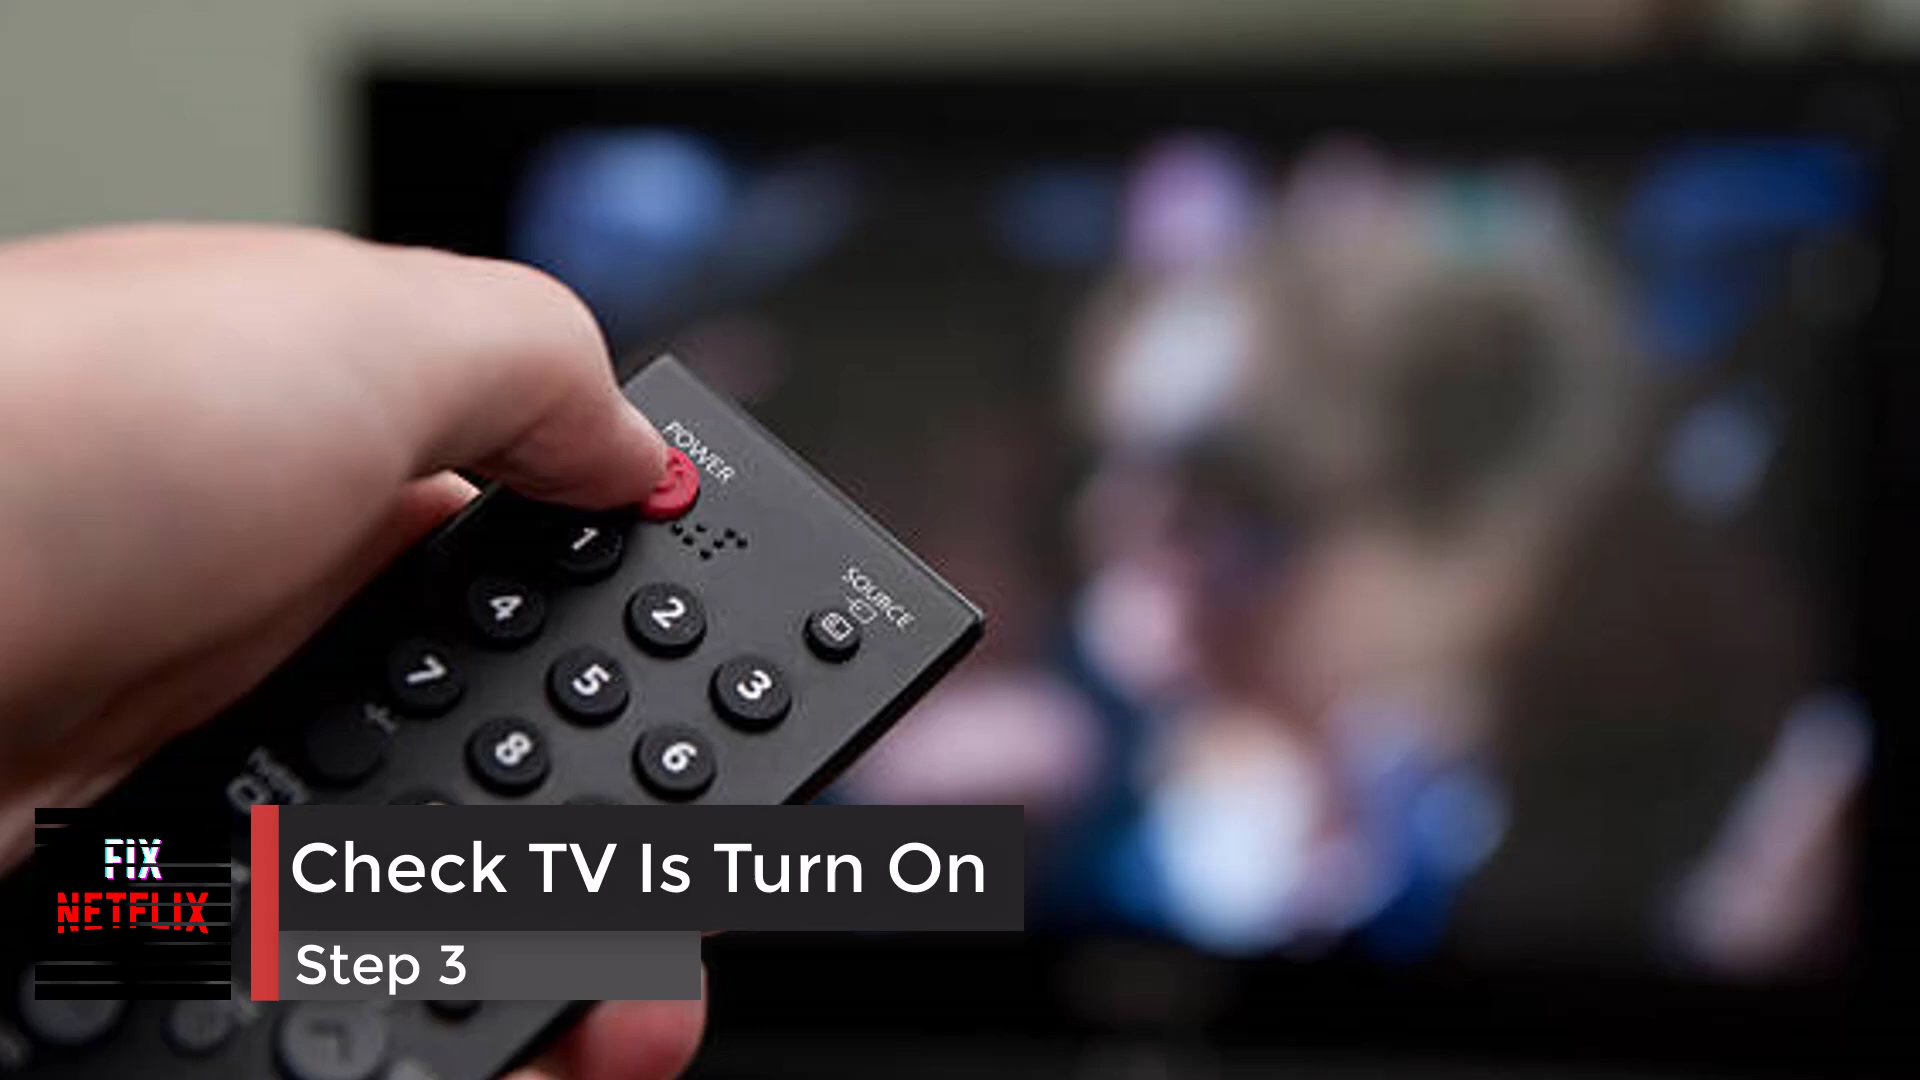 POWER
SOURCE
1
2
3
4
5
6
7
8
+
FIX
NETFLIX
Check TV Is Turn On
Step 3